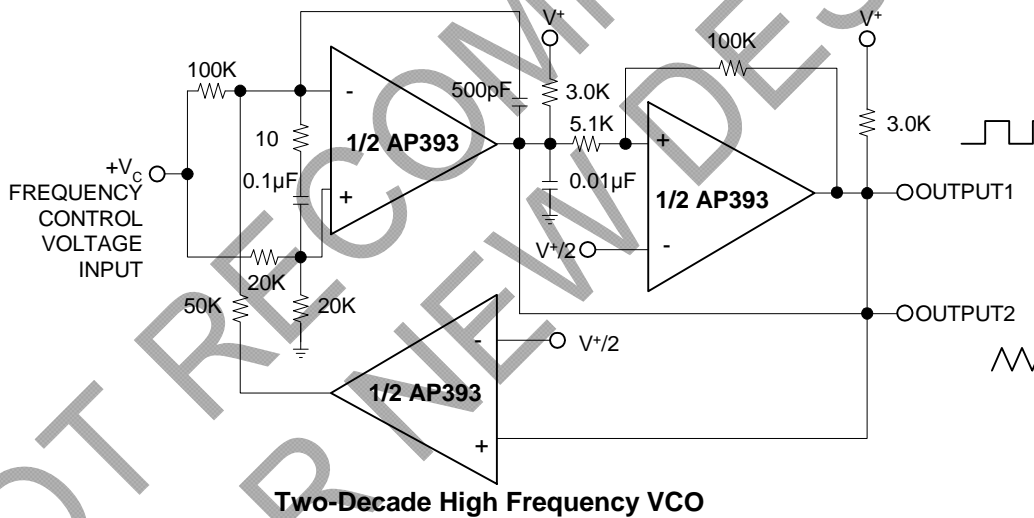 V⁺
V⁺
100K
100K
500pF
3.0K
3.0K
-
5.1K
+
10
1/2 AP393
+V_C
FREQUENCY
CONTROL
VOLTAGE
INPUT
0.1µF
0.01µF
+
1/2 AP393
OUTPUT1
V⁺/2
-
20K
50K
20K
OUTPUT2
-
V⁺/2
1/2 AP393
+
Two-Decade High Frequency VCO